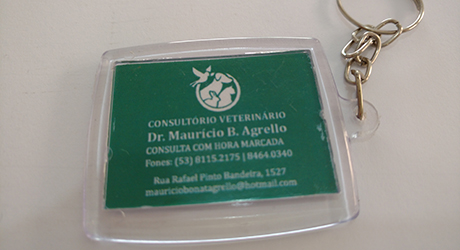 CONSULTÓRIO VETERINÁRIO
Dr. Maurício B. Agrello
CONSULTA COM HORA MARCADA
Fones: (53) 8115.2175 | 8464.0340
Rua Rafael Pinto Bandeira, 1527
mauriciobonatagrello@hotmail.com